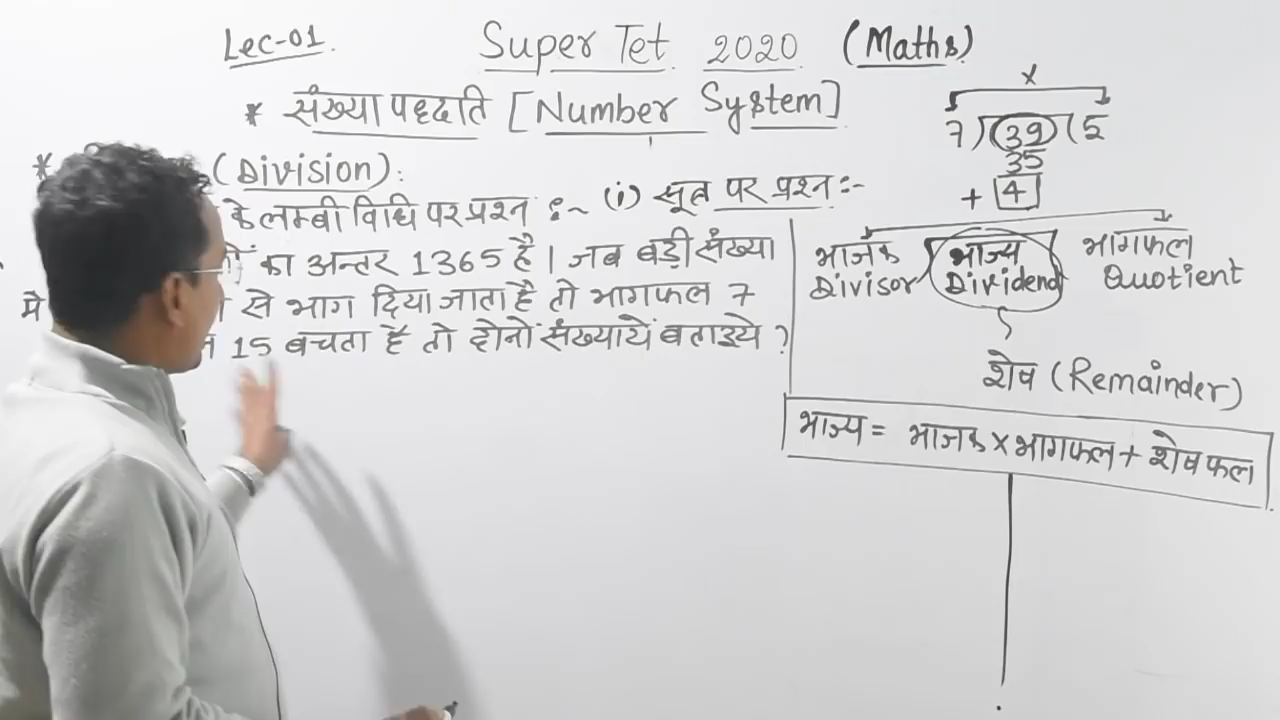 Lec-01.
Super Tet 2020 (Maths)
* संख्या पद्धति [Number System]
* (Division):
के लम्बी विधि पर प्रश्न :~ (i) सूत्र पर प्रश्न :-
का अन्तर 1365 है। जब बड़ी संख्या
मे से भाग दिया जाता है तो भागफल 7
15 बचता है तो दोनों संख्यायें बताइये ?
x
7) 39 (5
35
+ 4
भाजक भाज्य भागफल
Divisor Dividend Quotient
शेष (Remainder)
भाज्य = भाजक × भागफल + शेषफल